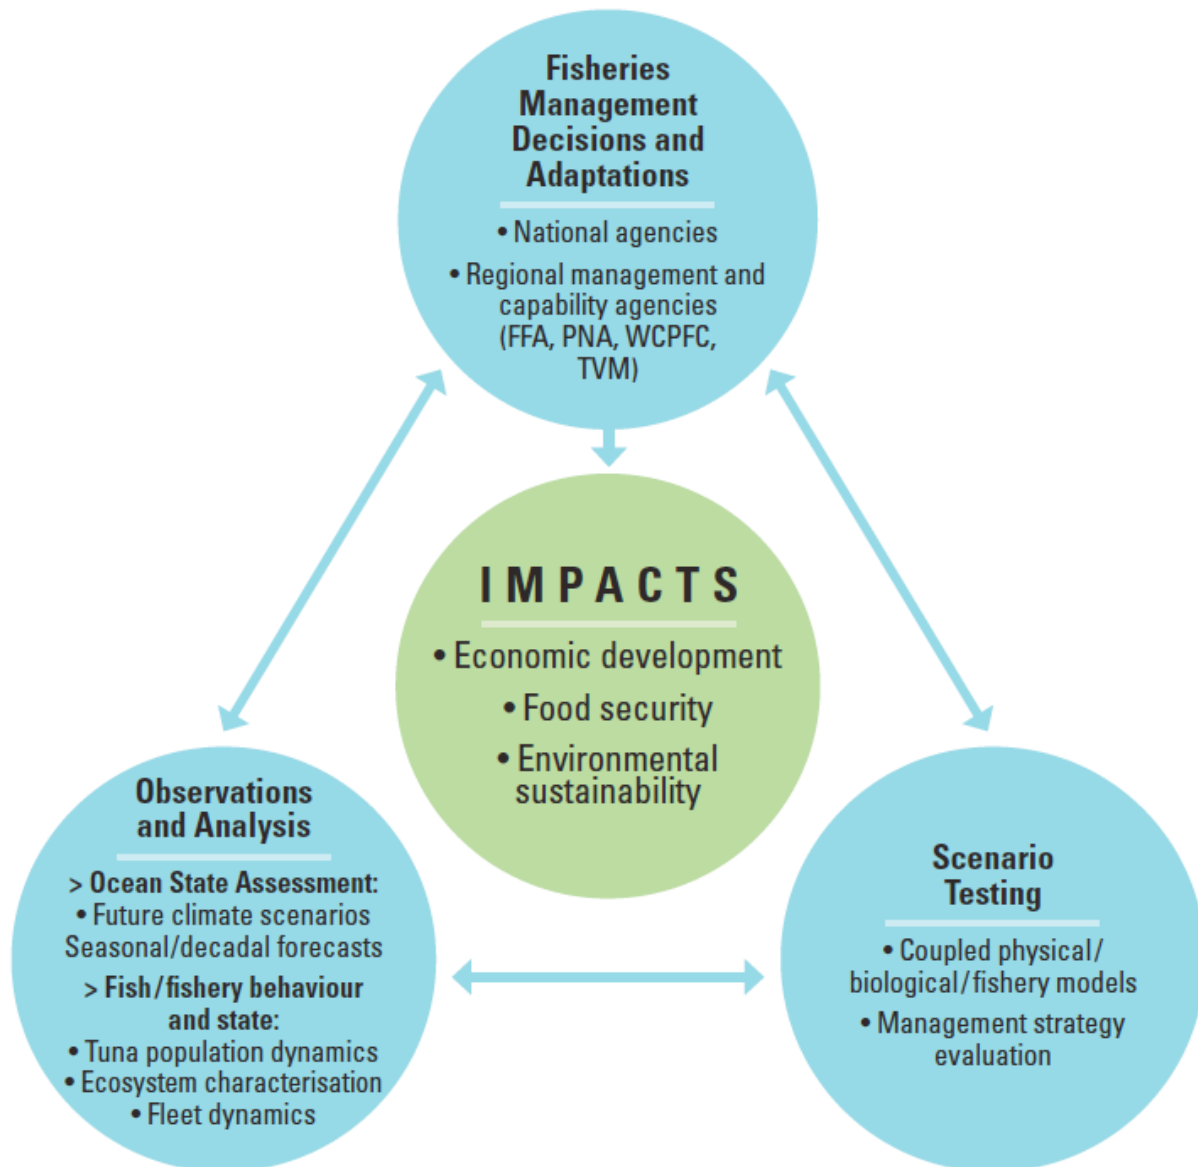 Fisheries
Management
Decisions and
Adaptations
• National agencies
• Regional management and
capability agencies
(FFA, PNA, WCPFC,
TVM)
IMPACTS
• Economic development
• Food security
• Environmental
sustainability
Observations
and Analysis
> Ocean State Assessment:
• Future climate scenarios
Seasonal/decadal forecasts
> Fish/fishery behaviour
and state:
• Tuna population dynamics
• Ecosystem characterisation
• Fleet dynamics
Scenario
Testing
• Coupled physical/
biological/fishery models
• Management strategy
evaluation